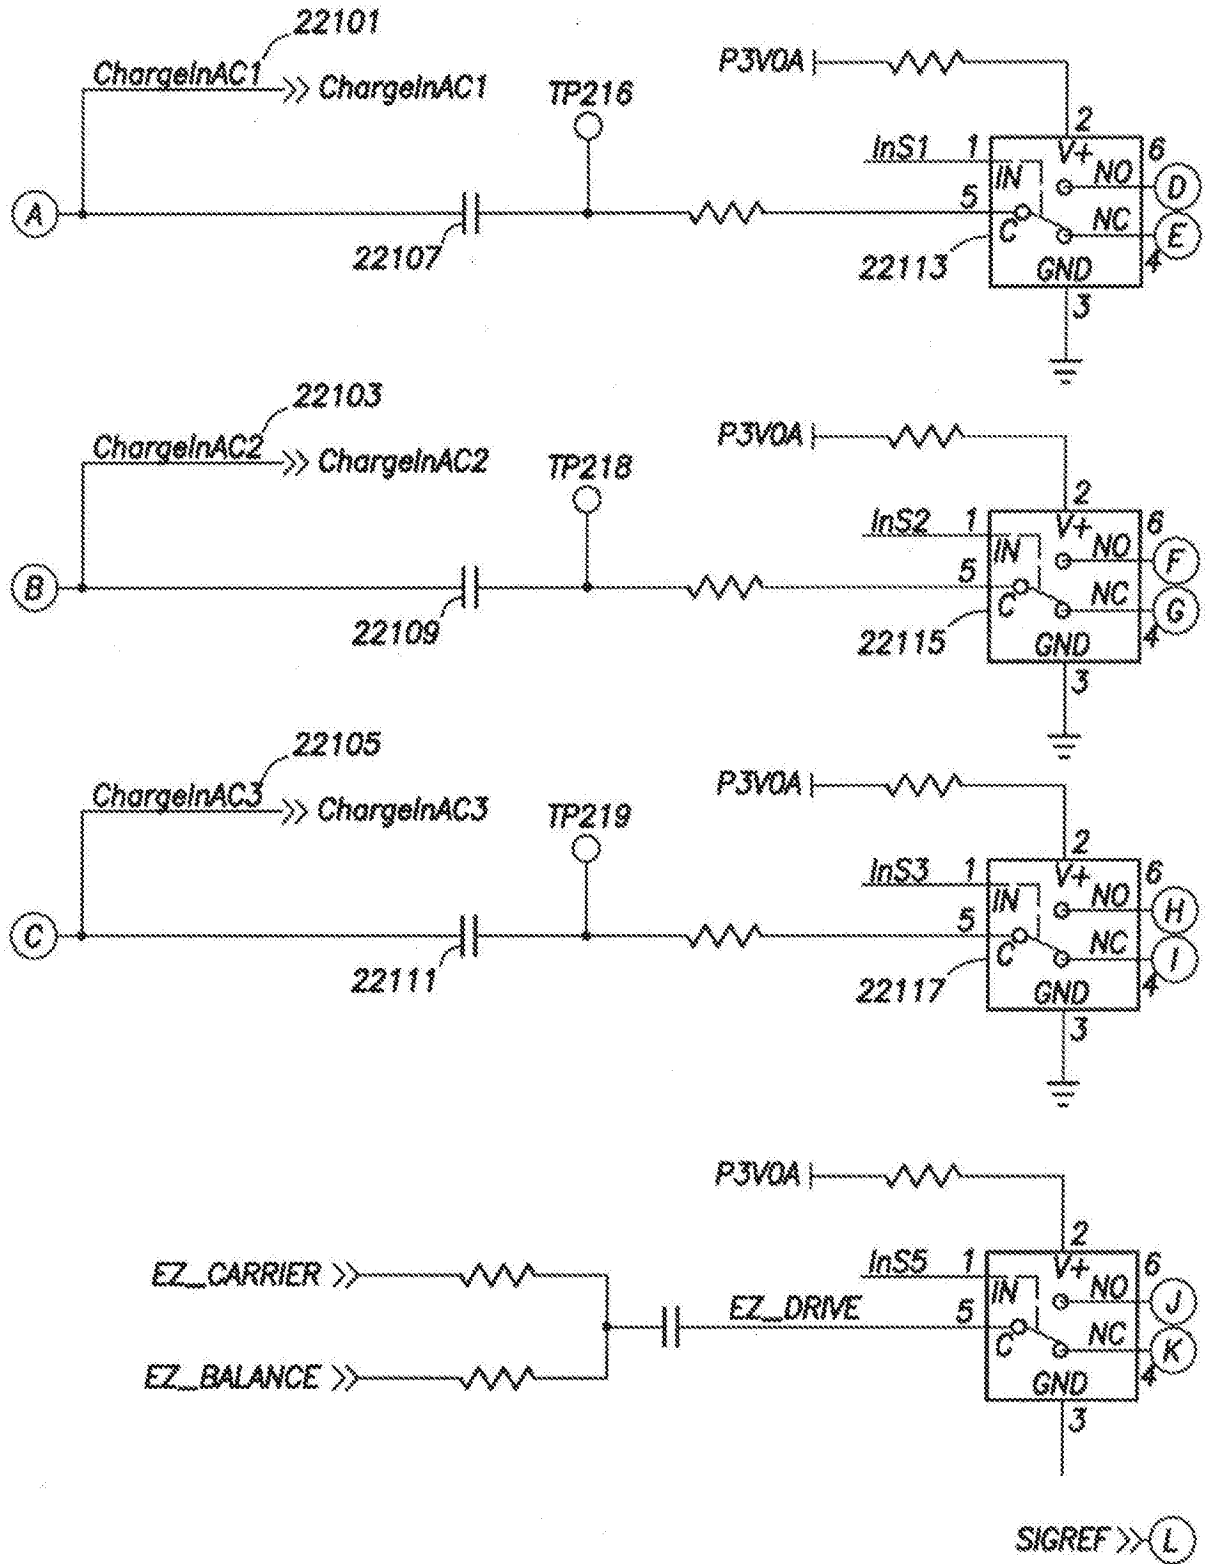 22101
ChargeInAC1
ChargeInAC1
TP216
P3V0A
2
InS1
1
V+
6
IN
NO
D
A
5
C
NC
E
22107
22113
GND
4
3
22103
ChargeInAC2
ChargeInAC2
TP218
P3V0A
2
InS2
1
V+
6
IN
NO
F
B
5
C
NC
G
22109
22115
GND
4
3
22105
ChargeInAC3
ChargeInAC3
TP219
P3V0A
2
InS3
1
V+
6
IN
NO
H
C
5
C
NC
I
22111
22117
GND
4
3
P3V0A
2
EZ_CARRIER
InS5
1
V+
6
IN
NO
J
EZ_DRIVE
5
C
NC
K
EZ_BALANCE
GND
4
3
SIGREF
L